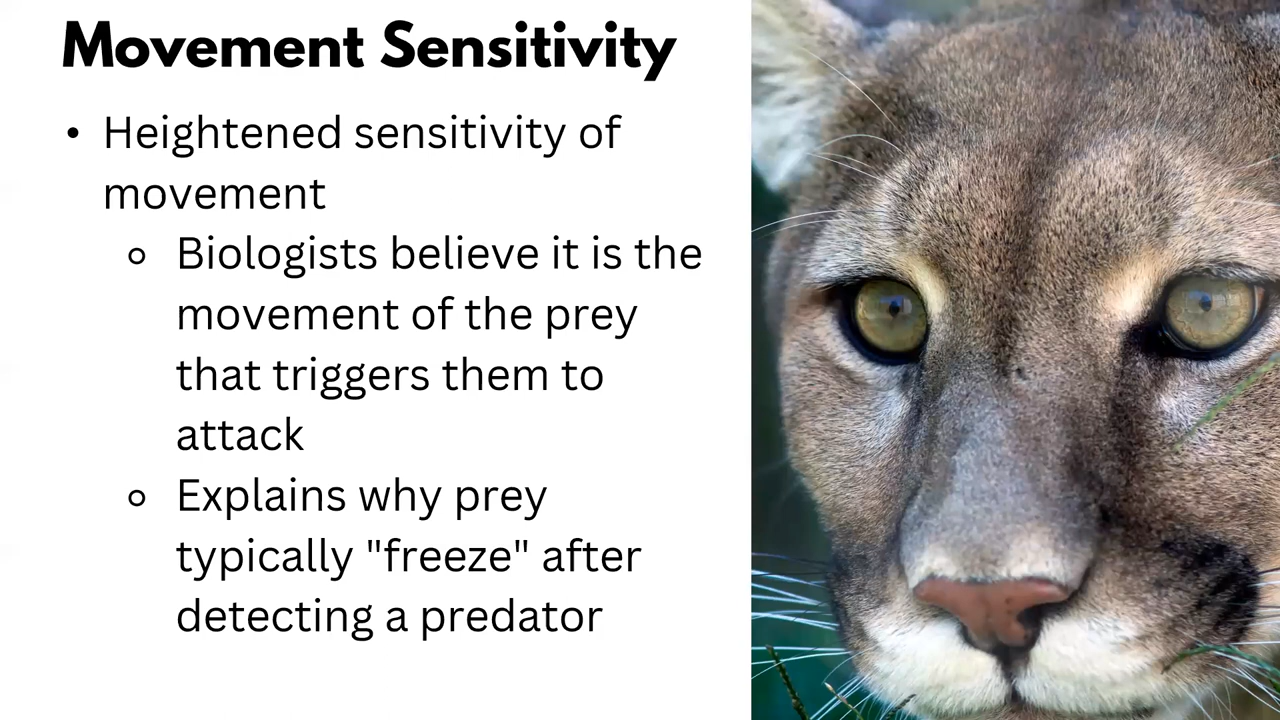 Movement Sensitivity
• Heightened sensitivity of
movement
◦ Biologists believe it is the
movement of the prey
that triggers them to
attack
◦ Explains why prey
typically "freeze" after
detecting a predator